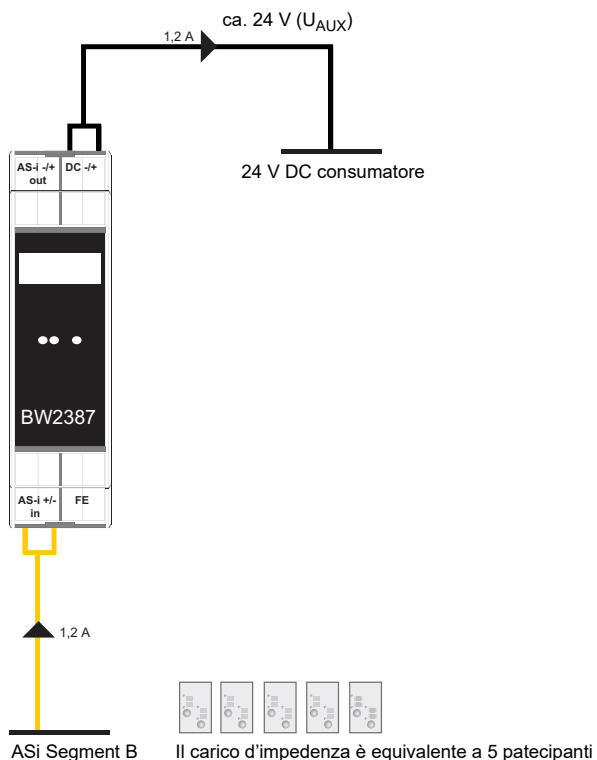 ca. 24 V (UAUX)
1,2 A
24 V DC consumatore
AS-i -/+
out
DC -/+
BW2387
AS-i +/-
in
FE
1,2 A
ASi Segment B
Il carico d'impedenza è equivalente a 5 patecipanti